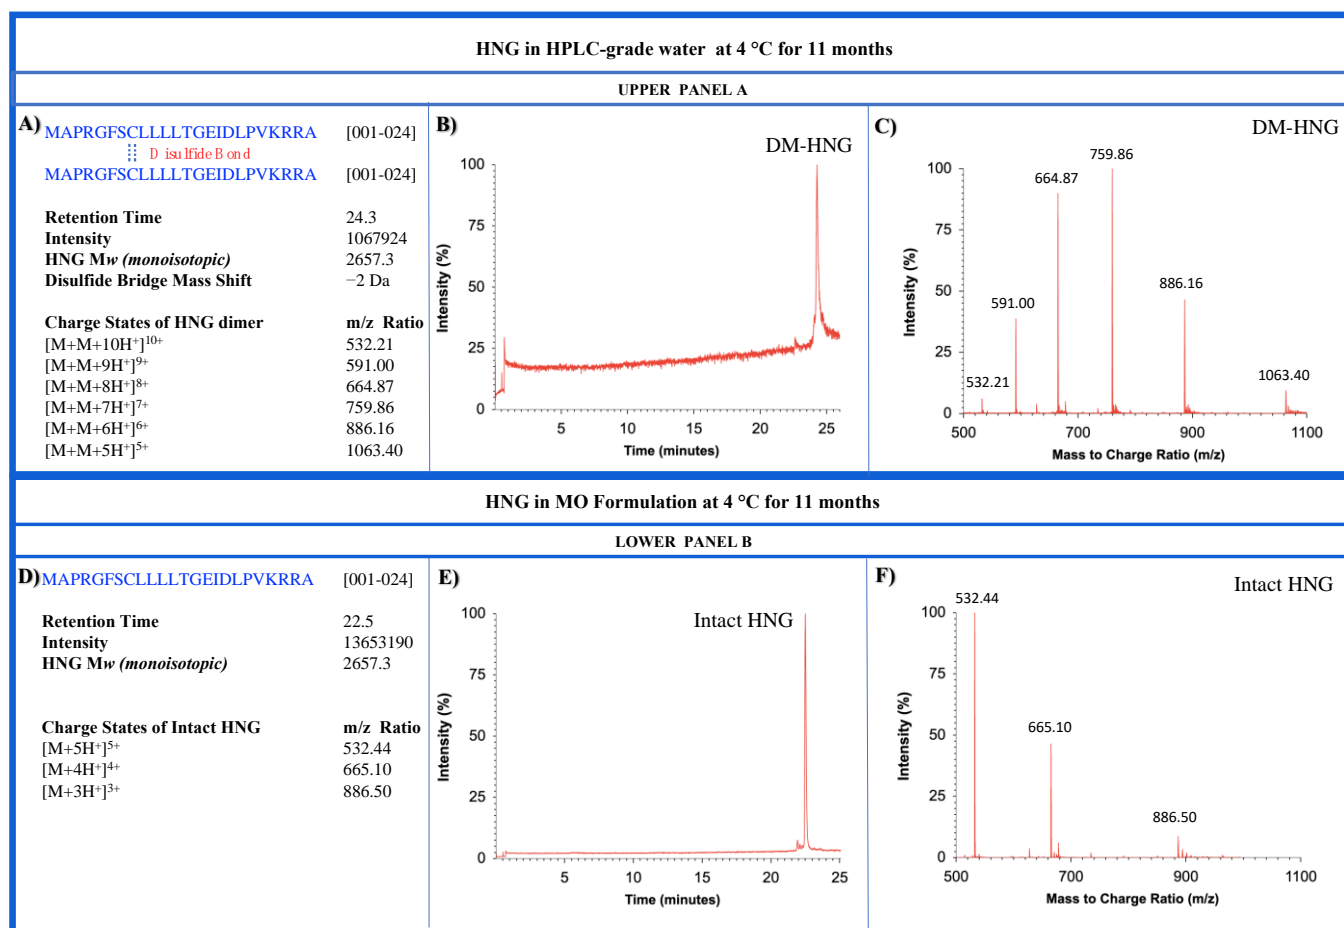 HNG in HPLC-grade water at 4 °C for 11 months
UPPER PANEL A
A) MAPRGFSCLLLLTGEIDLPVKRRA [001-024]
Disulfide Bond
MAPRGFSCLLLLTGEIDLPVKRRA [001-024]
Retention Time 24.3
Intensity 1067924
HNG Mw (monoisotopic) 2657.3
Disulfide Bridge Mass Shift −2 Da
Charge States of HNG dimer m/z Ratio
[M+M+10H⁺]¹⁰⁺ 532.21
[M+M+9H⁺]⁹⁺ 591.00
[M+M+8H⁺]⁸⁺ 664.87
[M+M+7H⁺]⁷⁺ 759.86
[M+M+6H⁺]⁶⁺ 886.16
[M+M+5H⁺]⁵⁺ 1063.40
B)
DM-HNG
Intensity (%)
100
75
50
25
0
5 10 15 20 25
Time (minutes)
C)
DM-HNG
Intensity (%)
100
75
50
25
0
532.21
591.00
664.87
759.86
886.16
1063.40
500 700 900 1100
Mass to Charge Ratio (m/z)
HNG in MO Formulation at 4 °C for 11 months
LOWER PANEL B
D) MAPRGFSCLLLLTGEIDLPVKRRA [001-024]
Retention Time 22.5
Intensity 13653190
HNG Mw (monoisotopic) 2657.3
Charge States of Intact HNG m/z Ratio
[M+5H⁺]⁵⁺ 532.44
[M+4H⁺]⁴⁺ 665.10
[M+3H⁺]³⁺ 886.50
E)
Intact HNG
Intensity (%)
100
75
50
25
0
5 10 15 20 25
Time (minutes)
F)
Intact HNG
Intensity (%)
100
75
50
25
0
532.44
665.10
886.50
500 700 900 1100
Mass to Charge Ratio (m/z)